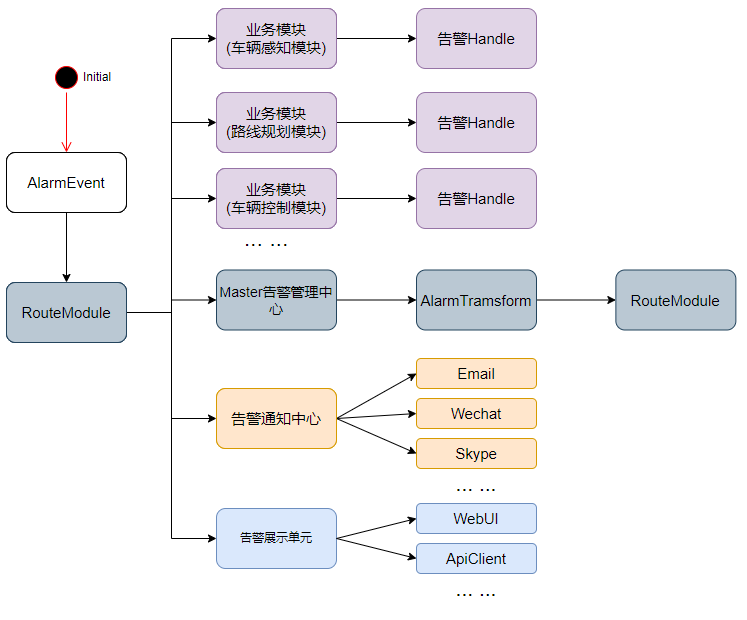 Initial
AlarmEvent
RouteModule
业务模块
(车辆感知模块)
告警Handle
业务模块
(路线规划模块)
告警Handle
业务模块
(车辆控制模块)
告警Handle
... ...
Master告警管理中
心
AlarmTramsform
RouteModule
告警通知中心
Email
Wechat
Skype
... ...
告警展示单元
WebUI
ApiClient
... ...